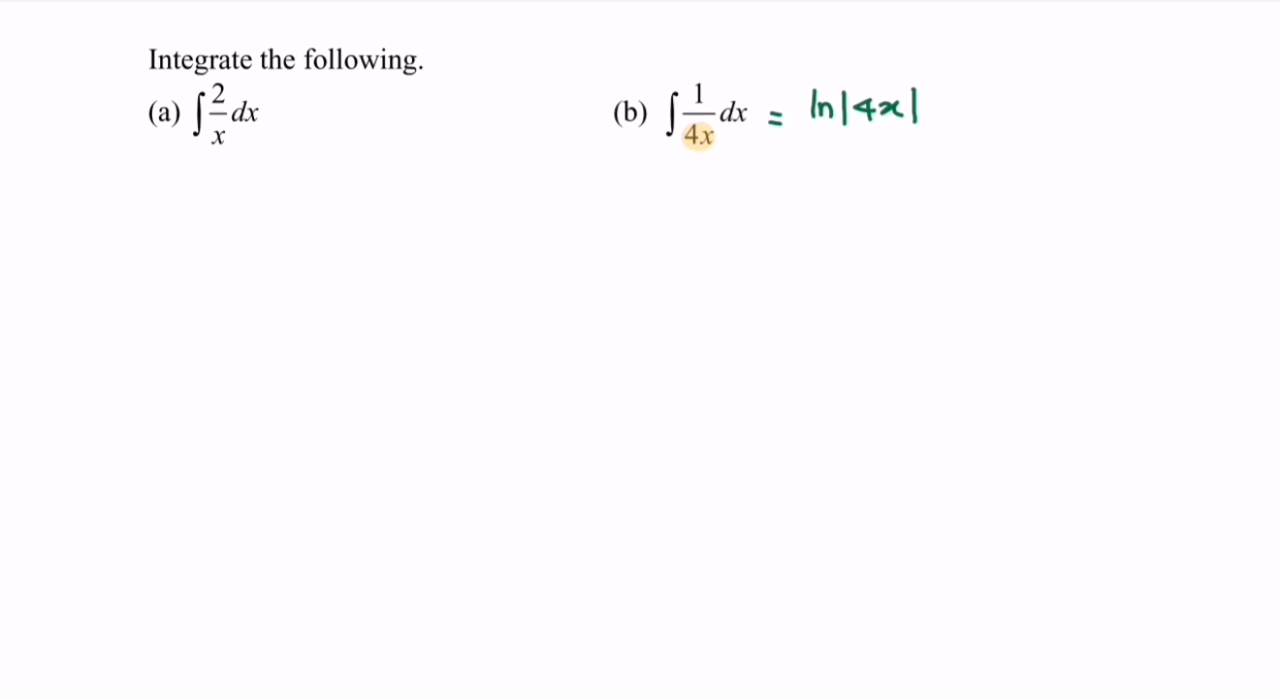 Integrate the following.
(a) ∫ 2/x dx
(b) ∫ 1/4x dx = ln|4x|